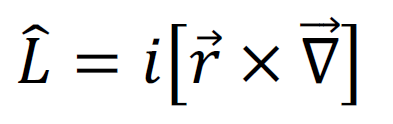 L̂ = i[r⃗ × ∇⃗]